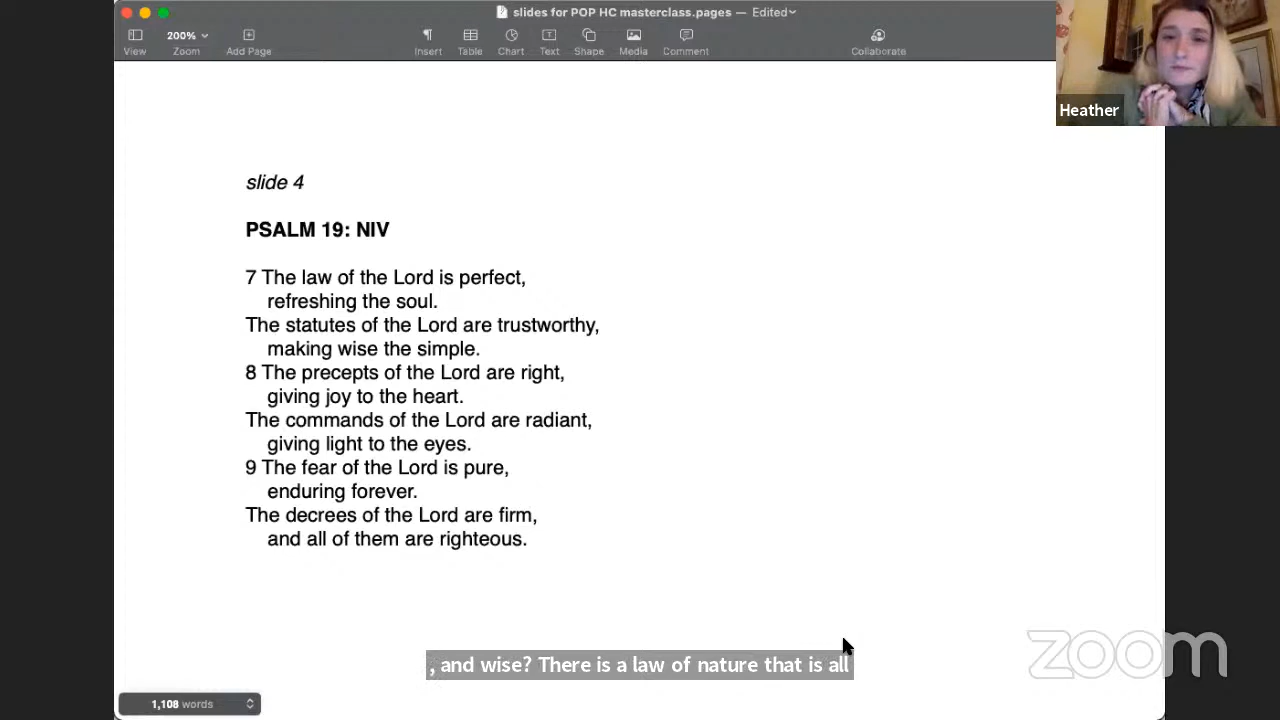 slides for POP HC masterclass.pages — Edited
200%
View
Zoom
Add Page
Insert
Table
Chart
Text
Shape
Media
Comment
Collaborate
Heather
slide 4
PSALM 19: NIV
7 The law of the Lord is perfect,
refreshing the soul.
The statutes of the Lord are trustworthy,
making wise the simple.
8 The precepts of the Lord are right,
giving joy to the heart.
The commands of the Lord are radiant,
giving light to the eyes.
9 The fear of the Lord is pure,
enduring forever.
The decrees of the Lord are firm,
and all of them are righteous.
, and wise? There is a law of nature that is all
zoom
1,108 words